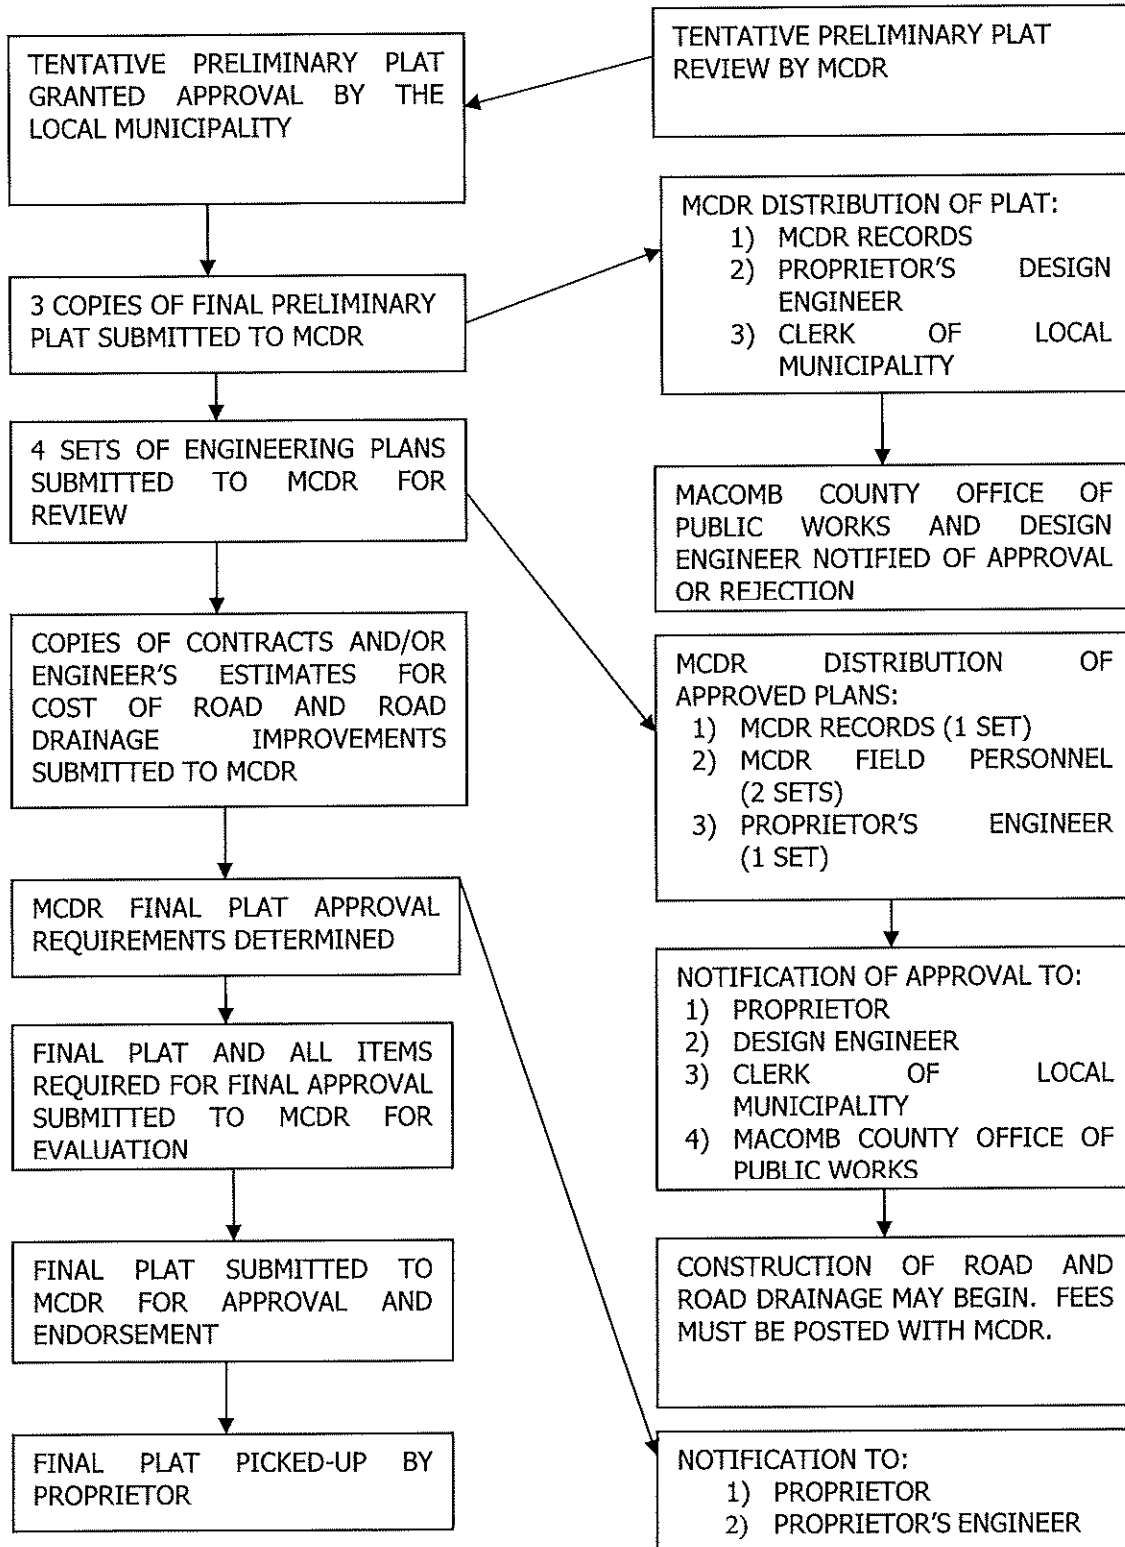 TENTATIVE PRELIMINARY PLAT
GRANTED APPROVAL BY THE
LOCAL MUNICIPALITY
TENTATIVE PRELIMINARY PLAT
REVIEW BY MCDR
3 COPIES OF FINAL PRELIMINARY
PLAT SUBMITTED TO MCDR
MCDR DISTRIBUTION OF PLAT:
1) MCDR RECORDS
2) PROPRIETOR'S DESIGN
ENGINEER
3) CLERK OF LOCAL
MUNICIPALITY
4 SETS OF ENGINEERING PLANS
SUBMITTED TO MCDR FOR
REVIEW
MACOMB COUNTY OFFICE OF
PUBLIC WORKS AND DESIGN
ENGINEER NOTIFIED OF APPROVAL
OR REJECTION
COPIES OF CONTRACTS AND/OR
ENGINEER'S ESTIMATES FOR
COST OF ROAD AND ROAD
DRAINAGE IMPROVEMENTS
SUBMITTED TO MCDR
MCDR DISTRIBUTION OF
APPROVED PLANS:
1) MCDR RECORDS (1 SET)
2) MCDR FIELD PERSONNEL
(2 SETS)
3) PROPRIETOR'S ENGINEER
(1 SET)
MCDR FINAL PLAT APPROVAL
REQUIREMENTS DETERMINED
NOTIFICATION OF APPROVAL TO:
1) PROPRIETOR
2) DESIGN ENGINEER
3) CLERK OF LOCAL
MUNICIPALITY
4) MACOMB COUNTY OFFICE OF
PUBLIC WORKS
FINAL PLAT AND ALL ITEMS
REQUIRED FOR FINAL APPROVAL
SUBMITTED TO MCDR FOR
EVALUATION
FINAL PLAT SUBMITTED TO
MCDR FOR APPROVAL AND
ENDORSEMENT
CONSTRUCTION OF ROAD AND
ROAD DRAINAGE MAY BEGIN. FEES
MUST BE POSTED WITH MCDR.
FINAL PLAT PICKED-UP BY
PROPRIETOR
NOTIFICATION TO:
1) PROPRIETOR
2) PROPRIETOR'S ENGINEER